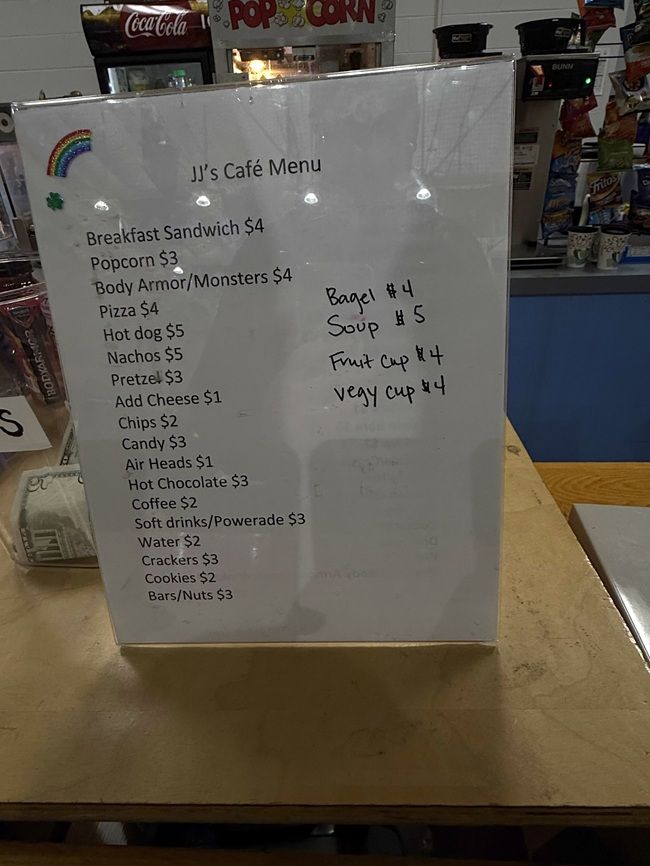 Coca-Cola
POP CORN
BUNN
JJ's Café Menu
Breakfast Sandwich $4
Popcorn $3
Body Armor/Monsters $4
Pizza $4
Hot dog $5
Nachos $5
Pretzel $3
Add Cheese $1
Chips $2
Candy $3
Air Heads $1
Hot Chocolate $3
Coffee $2
Soft drinks/Powerade $3
Water $2
Crackers $3
Cookies $2
Bars/Nuts $3
Bagel $4
Soup $5
Fruit Cup $4
vegy cup $4
Fritos
BODYARMOR
S